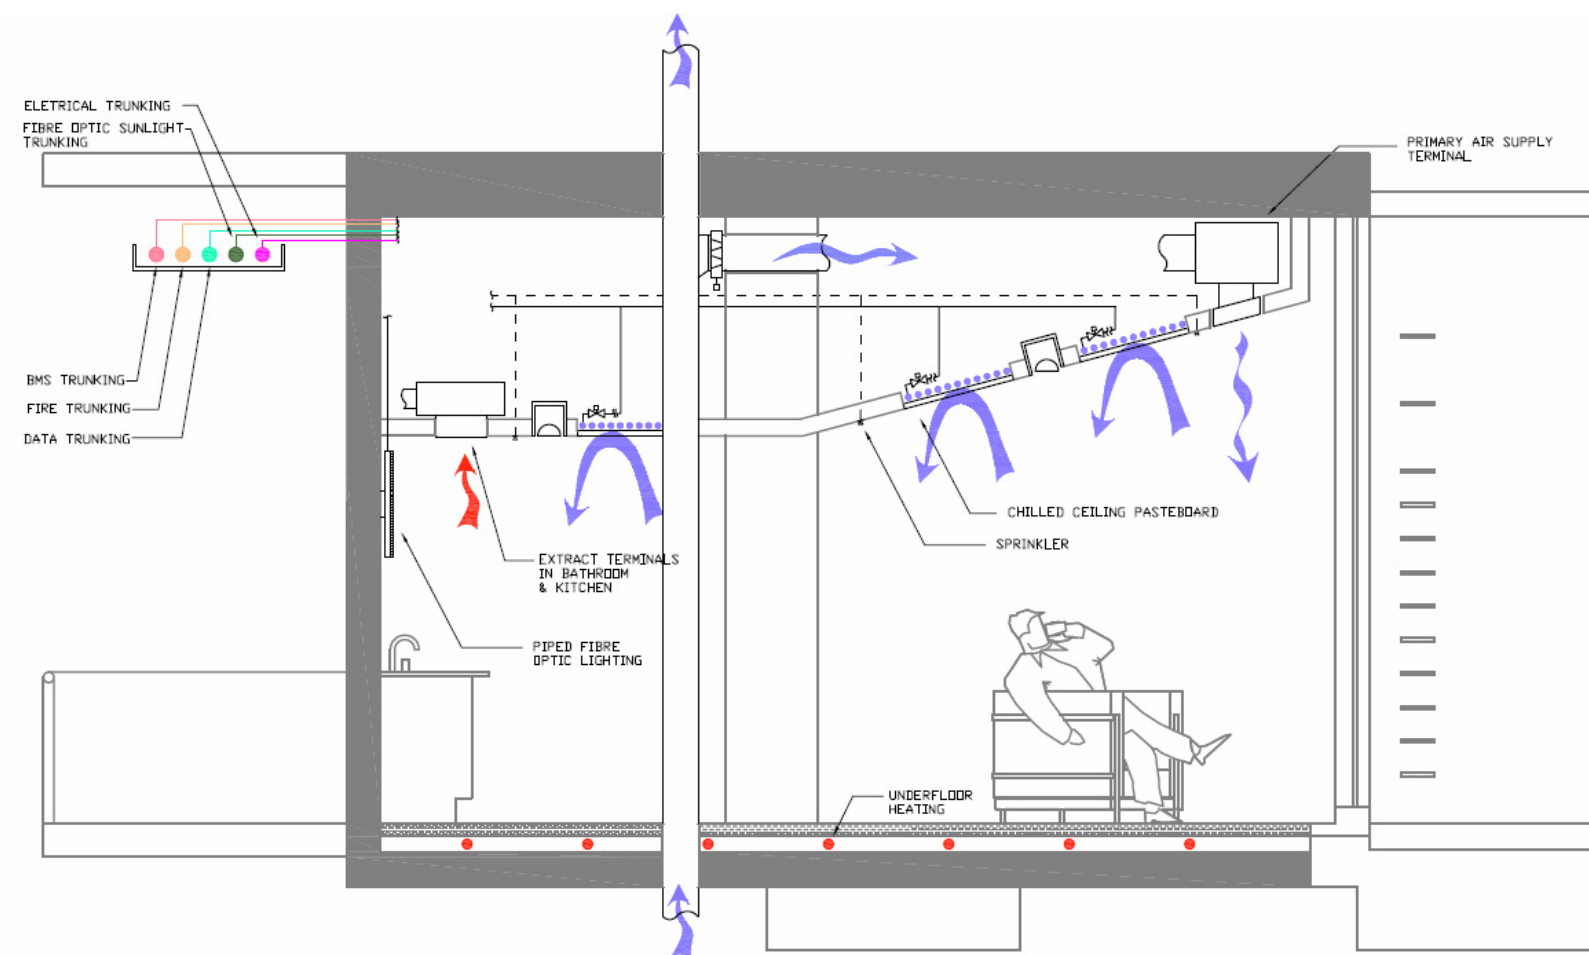 ELETRICAL TRUNKING
FIBRE OPTIC SUNLIGHT
TRUNKING
PRIMARY AIR SUPPLY
TERMINAL
BMS TRUNKING
FIRE TRUNKING
DATA TRUNKING
CHILLED CEILING PASTEBOARD
SPRINKLER
EXTRACT TERMINALS
IN BATHROOM
& KITCHEN
PIPED FIBRE
OPTIC LIGHTING
UNDERFLOOR
HEATING